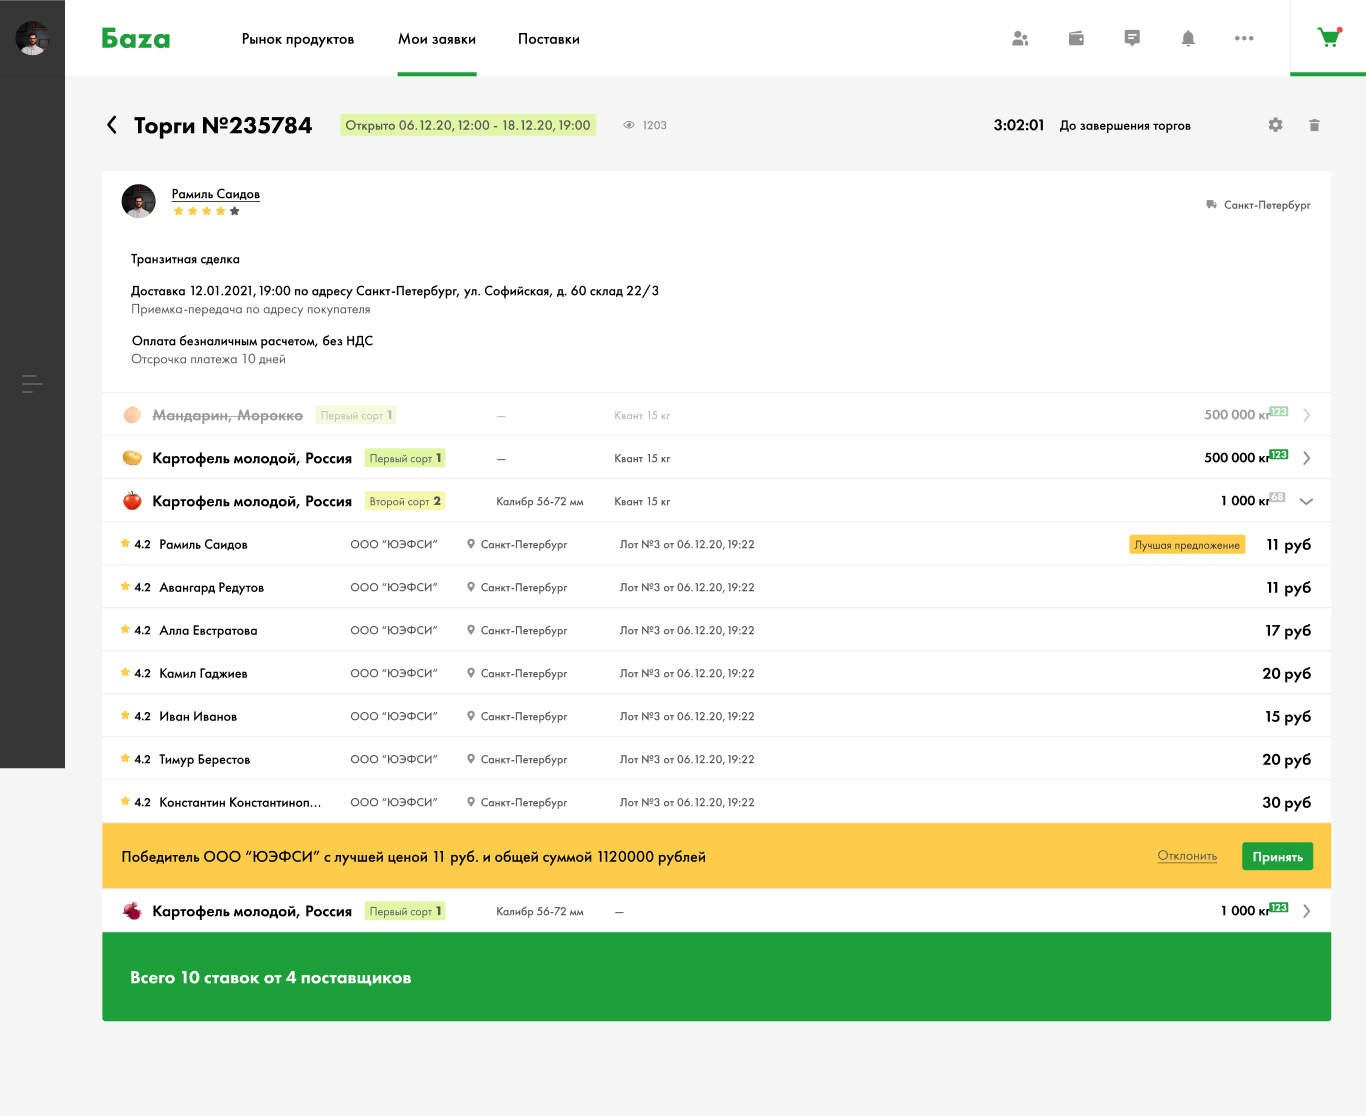 База
Рынок продуктов
Мои заявки
Поставки
Торги №235784
Открыто 06.12.20, 12:00 - 18.12.20, 19:00
1203
3:02:01 До завершения торгов
Рамиль Саидов
Санкт-Петербург
Транзитная сделка
Доставка 12.01.2021, 19:00 по адресу Санкт-Петербург, ул. Софийская, д. 60 склад 22/3
Приемка-передача по адресу покупателя
Оплата безналичным расчетом, без НДС
Отсрочка платежа 10 дней
Мандарин, Морокко Первый сорт 1 — Квант 15 кг 500 000 кг 123
Картофель молодой, Россия Первый сорт 1 — Квант 15 кг 500 000 кг 123
Картофель молодой, Россия Второй сорт 2 Калибр 56-72 мм Квант 15 кг 1 000 кг 68
4.2 Рамиль Саидов ООО “ЮЭФСИ” Санкт-Петербург Лот №3 от 06.12.20, 19:22 Лучшая предложение 11 руб
4.2 Авангард Редутов ООО “ЮЭФСИ” Санкт-Петербург Лот №3 от 06.12.20, 19:22 11 руб
4.2 Алла Евстратова ООО “ЮЭФСИ” Санкт-Петербург Лот №3 от 06.12.20, 19:22 17 руб
4.2 Камил Гаджиев ООО “ЮЭФСИ” Санкт-Петербург Лот №3 от 06.12.20, 19:22 20 руб
4.2 Иван Иванов ООО “ЮЭФСИ” Санкт-Петербург Лот №3 от 06.12.20, 19:22 15 руб
4.2 Тимур Берестов ООО “ЮЭФСИ” Санкт-Петербург Лот №3 от 06.12.20, 19:22 20 руб
4.2 Константин Константиноп... ООО “ЮЭФСИ” Санкт-Петербург Лот №3 от 06.12.20, 19:22 30 руб
Победитель ООО “ЮЭФСИ” с лучшей ценой 11 руб. и общей суммой 1120000 рублей Отклонить Принять
Картофель молодой, Россия Первый сорт 1 Калибр 56-72 мм — 1 000 кг 123
Всего 10 ставок от 4 поставщиков